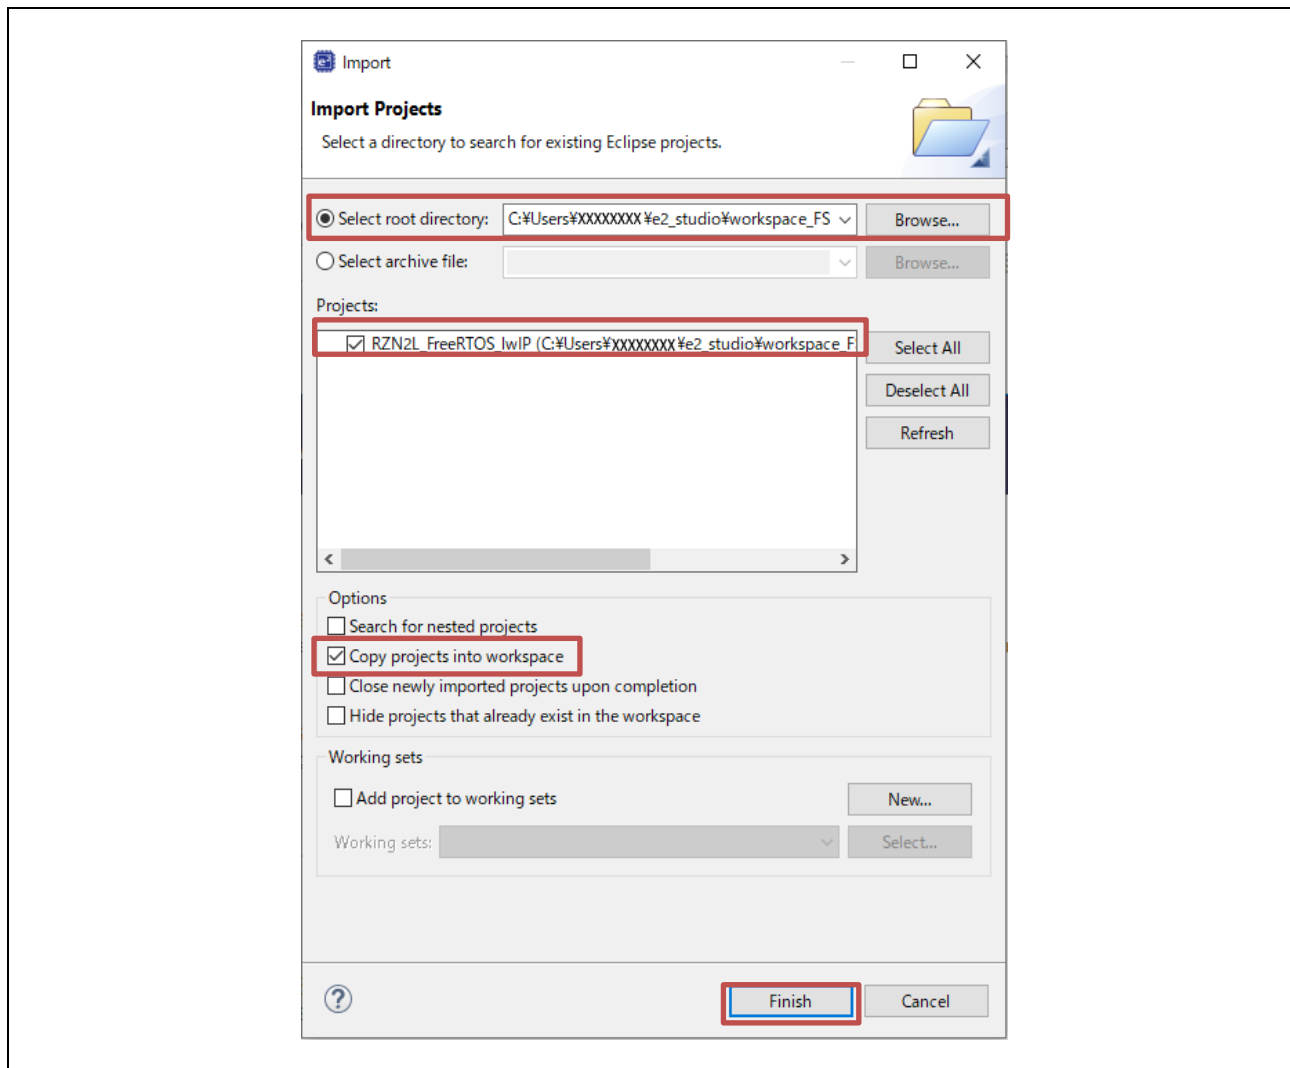 Import
Import Projects
Select a directory to search for existing Eclipse projects.
Select root directory: C:¥Users¥XXXXXXXX¥e2_studio¥workspace_FS Browse...
Select archive file: Browse...
Projects:
RZN2L_FreeRTOS_lwIP (C:¥Users¥XXXXXXXX¥e2_studio¥workspace_F Select All
Deselect All
Refresh
Options
Search for nested projects
Copy projects into workspace
Close newly imported projects upon completion
Hide projects that already exist in the workspace
Working sets
Add project to working sets New...
Working sets: Select...
? Finish Cancel